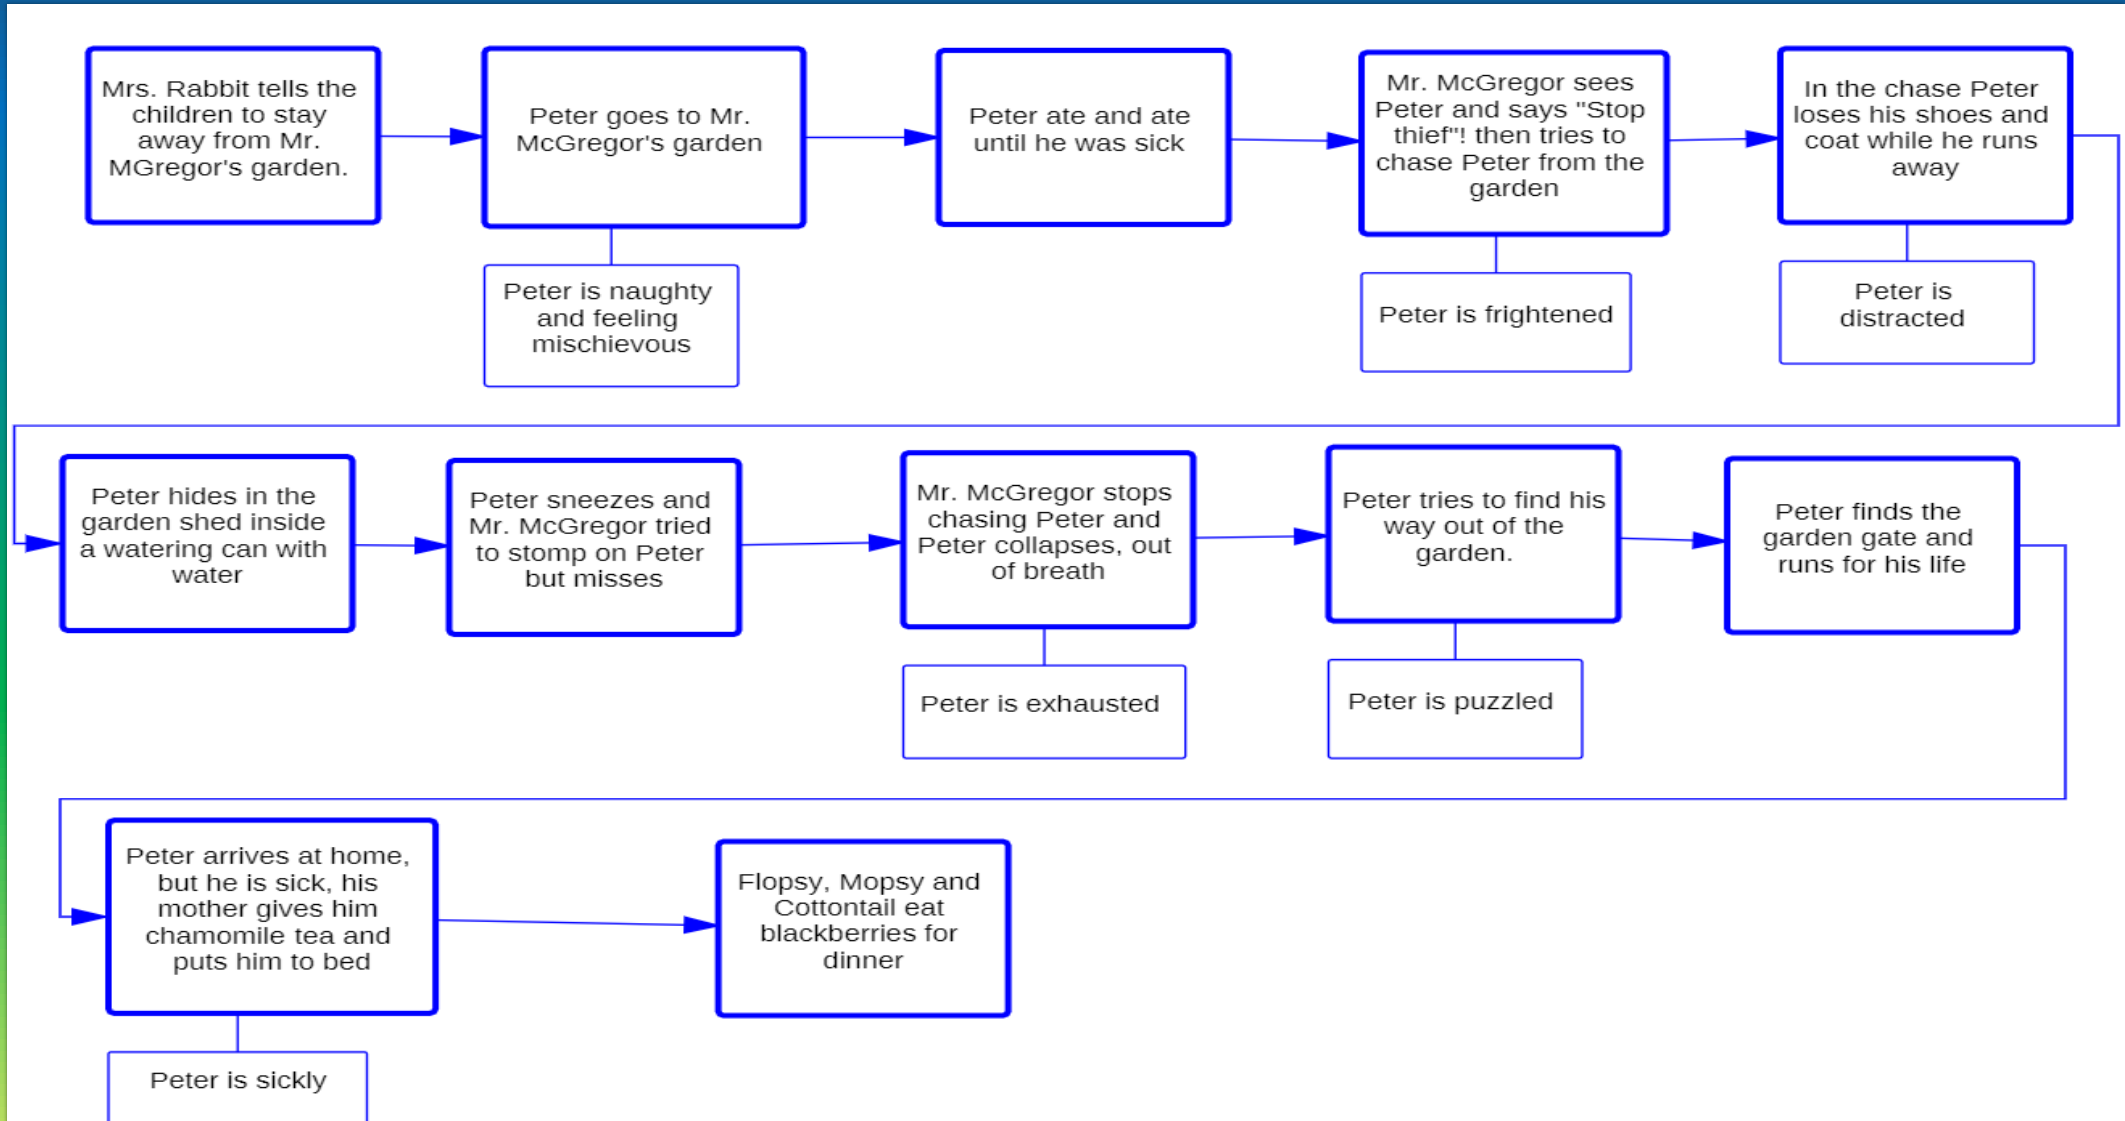 Mrs. Rabbit tells the
children to stay
away from Mr.
MGregor's garden.
Peter goes to Mr.
McGregor's garden
Peter ate and ate
until he was sick
Mr. McGregor sees
Peter and says "Stop
thief"! then tries to
chase Peter from the
garden
In the chase Peter
loses his shoes and
coat while he runs
away
Peter is naughty
and feeling
mischievous
Peter is frightened
Peter is
distracted
Peter hides in the
garden shed inside
a watering can with
water
Peter sneezes and
Mr. McGregor tried
to stomp on Peter
but misses
Mr. McGregor stops
chasing Peter and
Peter collapses, out
of breath
Peter tries to find his
way out of the
garden.
Peter finds the
garden gate and
runs for his life
Peter is exhausted
Peter is puzzled
Peter arrives at home,
but he is sick, his
mother gives him
chamomile tea and
puts him to bed
Flopsy, Mopsy and
Cottontail eat
blackberries for
dinner
Peter is sickly